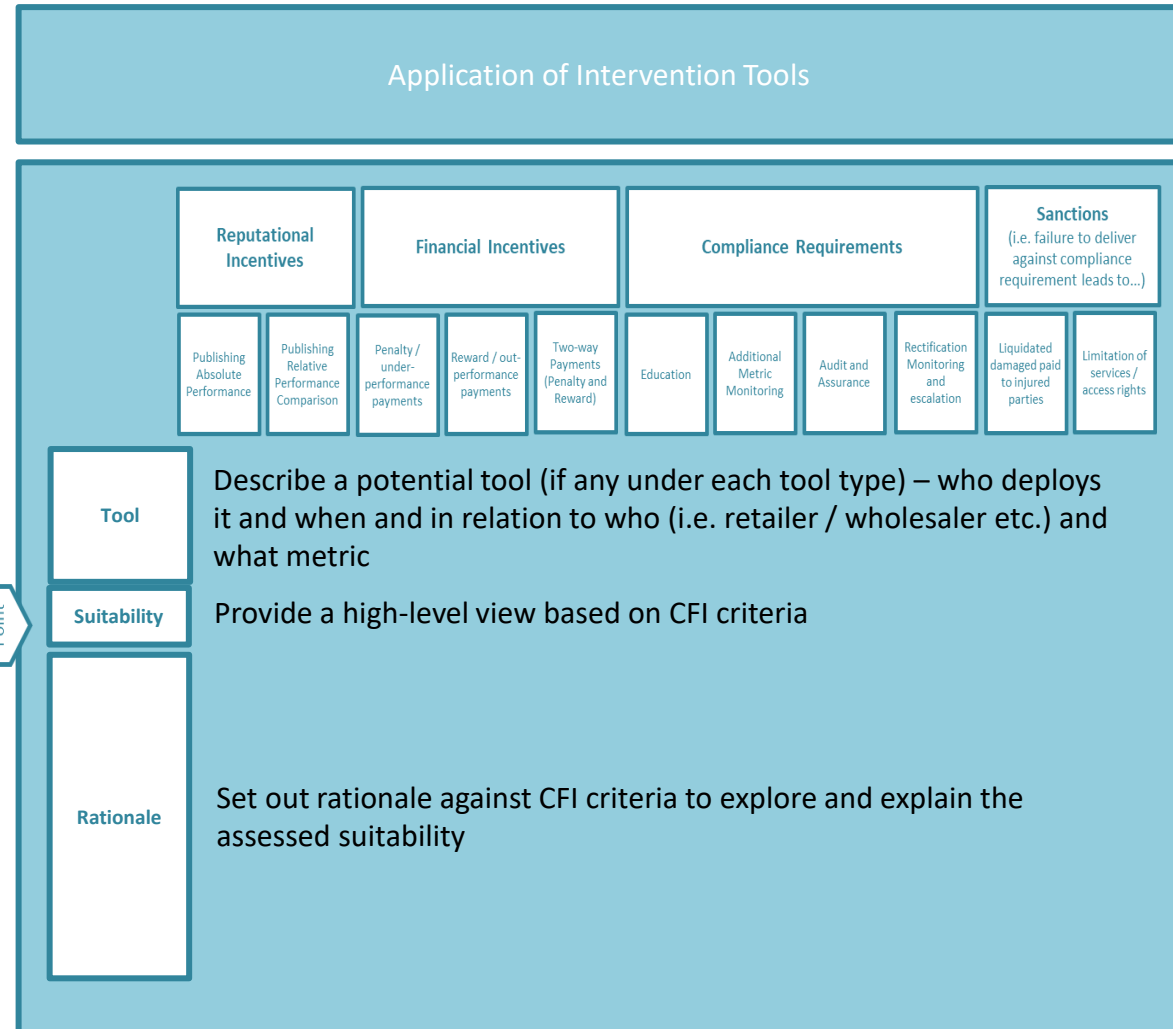 Application of Intervention Tools
Reputational
Incentives
Financial Incentives
Compliance Requirements
Sanctions
(i.e. failure to deliver
against compliance
requirement leads to...)
Publishing
Absolute
Performance
Publishing
Relative
Performance
Comparison
Penalty /
under-
performance
payments
Reward / out-
performance
payments
Two-way
Payments
(Penalty and
Reward)
Education
Additional
Metric
Monitoring
Audit and
Assurance
Rectification
Monitoring
and
escalation
Liquidated
damaged paid
to injured
parties
Limitation of
services /
access rights
Tool
Describe a potential tool (if any under each tool type) – who deploys
it and when and in relation to who (i.e. retailer / wholesaler etc.) and
what metric
Point
Suitability
Provide a high-level view based on CFI criteria
Rationale
Set out rationale against CFI criteria to explore and explain the
assessed suitability